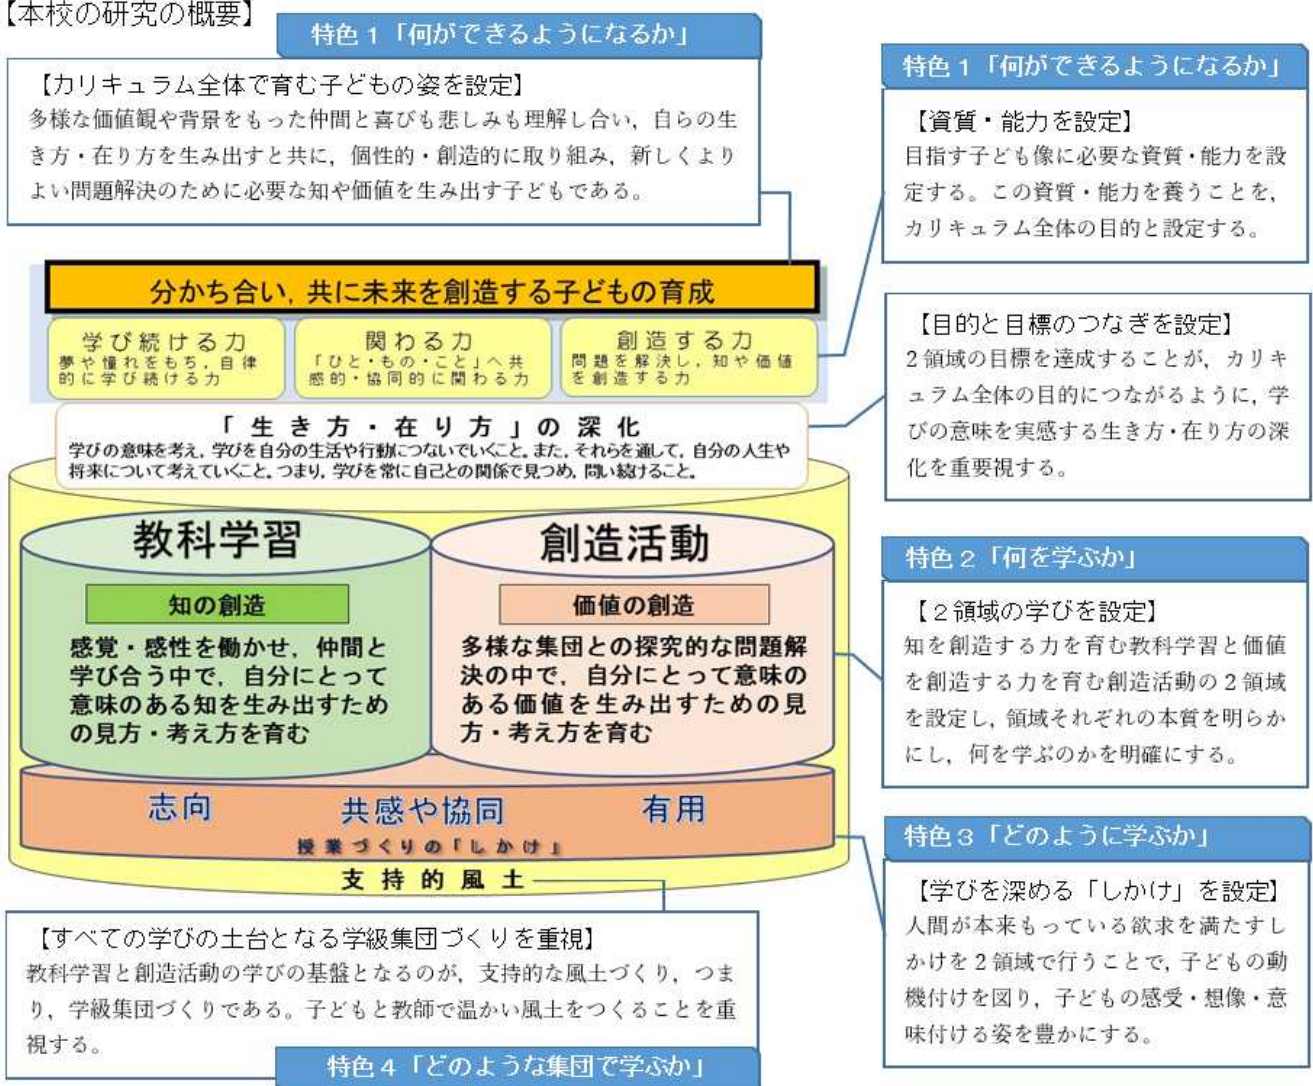 【本校の研究の概要】
特色1「何ができるようになるか」
【カリキュラム全体で育む子どもの姿を設定】
多様な価値観や背景をもった仲間と喜びも悲しみも理解し合い，自らの生
き方・在り方を生み出すと共に，個性的・創造的に取り組み，新しくより
よい問題解決のために必要な知や価値を生み出す子どもである。
特色1「何ができるようになるか」
【資質・能力を設定】
目指す子ども像に必要な資質・能力を設
定する。この資質・能力を養うことを，
カリキュラム全体の目的と設定する。
分かち合い，共に未来を創造する子どもの育成
学び続ける力
夢や憧れをもち，自律
的に学び続ける力
関わる力
「ひと・もの・こと」へ共
感的・協同的に関わる力
創造する力
問題を解決し，知や価値
を創造する力
【目的と目標のつなぎを設定】
2領域の目標を達成することが，カリキ
ュラム全体の目的につながるように，学
びの意味を実感する生き方・在り方の深
化を重要視する。
「生き方・在り方」の深化
学びの意味を考え，学びを自分の生活や行動につないでいくこと。また，それらを通して，自分の人生や
将来について考えていくこと。つまり，学びを常に自己との関係で見つめ，問い続けること。
教科学習
知の創造
感覚・感性を働かせ，仲間と
学び合う中で，自分にとって
意味のある知を生み出すため
の見方・考え方を育む
創造活動
価値の創造
多様な集団との探究的な問題解
決の中で，自分にとって意味の
ある価値を生み出すための見
方・考え方を育む
特色2「何を学ぶか」
【2領域の学びを設定】
知を創造する力を育む教科学習と価値
を創造する力を育む創造活動の2領域
を設定し，領域それぞれの本質を明らか
にし，何を学ぶのかを明確にする。
志向 共感や協同 有用
授業づくりの「しかけ」
支持的風土
特色3「どのように学ぶか」
【学びを深める「しかけ」を設定】
人間が本来もっている欲求を満たすし
かけを2領域で行うことで，子どもの動
機付けを図り，子どもの感受・想像・意
味付ける姿を豊かにする。
【すべての学びの土台となる学級集団づくりを重視】
教科学習と創造活動の学びの基盤となるのが，支持的な風土づくり，つま
り，学級集団づくりである。子どもと教師で温かい風土をつくることを重
視する。
特色4「どのような集団で学ぶか」